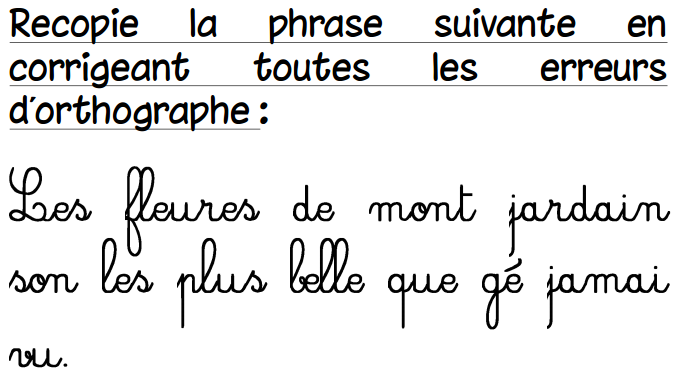 Recopie la phrase suivante en
corrigeant toutes les erreurs
d'orthographe :
Les fleures de mont jardain
son les plus belle que gé jamai
vu.